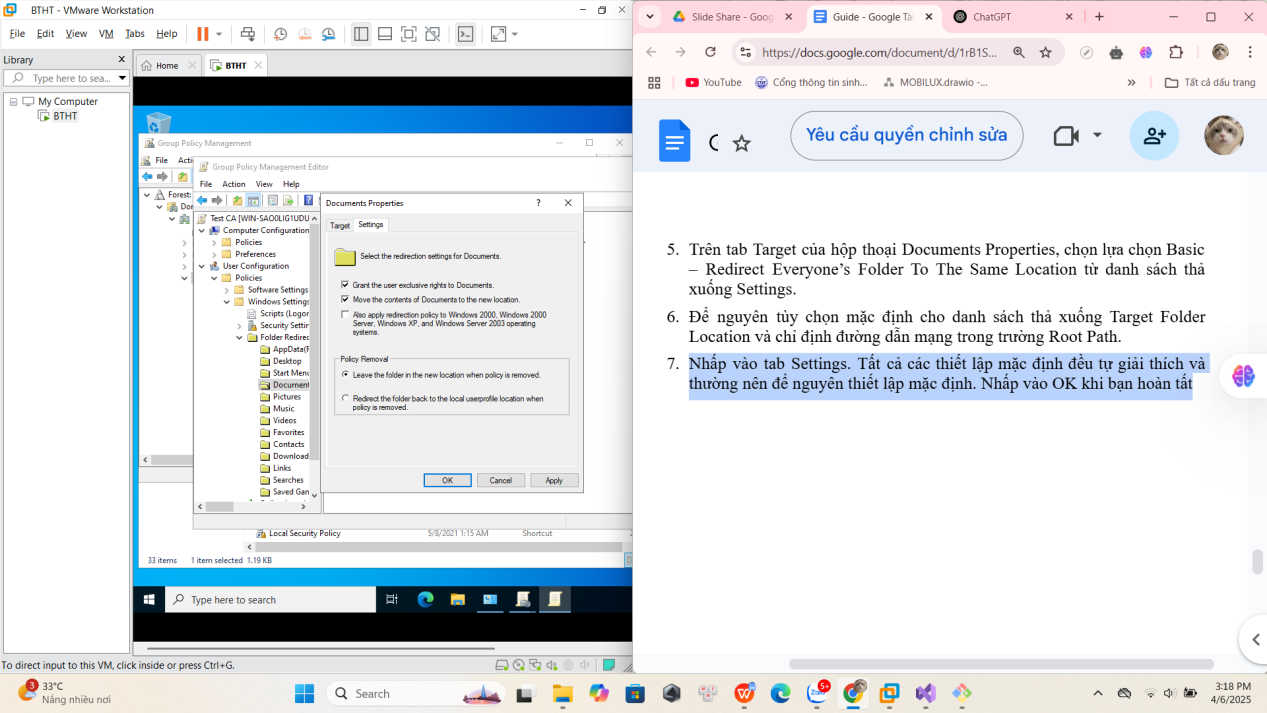 BTHT - VMware Workstation
File Edit View VM Tabs Help
Library
Type here to sea...
My Computer
BTHT
Home
BTHT
Group Policy Management
File Acti
Forest:
Dor
Group Policy Management Editor
File Action View Help
Test CA [WIN-SAO0LIG1UDU
Computer Configuration
Policies
Preferences
User Configuration
Policies
Software Settings
Windows Settings
Scripts (Logor
Security Settin
Folder Redirec
AppData(R
Desktop
Start Menu
Document
Pictures
Music
Videos
Favorites
Contacts
Download
Links
Searches
Saved Gan
Documents Properties
Target Settings
Select the redirection settings for Documents.
Grant the user exclusive rights to Documents.
Move the contents of Documents to the new location.
Also apply redirection policy to Windows 2000, Windows 2000
Server, Windows XP, and Windows Server 2003 operating
systems.
Policy Removal
Leave the folder in the new location when policy is removed.
Redirect the folder back to the local userprofile location when
policy is removed.
OK Cancel Apply
Local Security Policy 5/8/2021 1:15 AM Shortcut
33 items 1 item selected 1.19 KB
Type here to search
To direct input to this VM, click inside or press Ctrl+G.
Slide Share - Goog
Guide - Google Tài
ChatGPT
https://docs.google.com/document/d/1rB1S...
YouTube
Cổng thông tin sinh...
MOBILUX.drawio -...
Tất cả dấu trang
Yêu cầu quyền chỉnh sửa
5. Trên tab Target của hộp thoại Documents Properties, chọn lựa chọn Basic
– Redirect Everyone’s Folder To The Same Location từ danh sách thả
xuống Settings.
6. Để nguyên tùy chọn mặc định cho danh sách thả xuống Target Folder
Location và chỉ định đường dẫn mạng trong trường Root Path.
7. Nhấp vào tab Settings. Tất cả các thiết lập mặc định đều tự giải thích và
thường nên để nguyên thiết lập mặc định. Nhấp vào OK khi bạn hoàn tất
3
33°C
Nắng nhiều nơi
Search
Zalo
5+
3:18 PM
4/6/2025